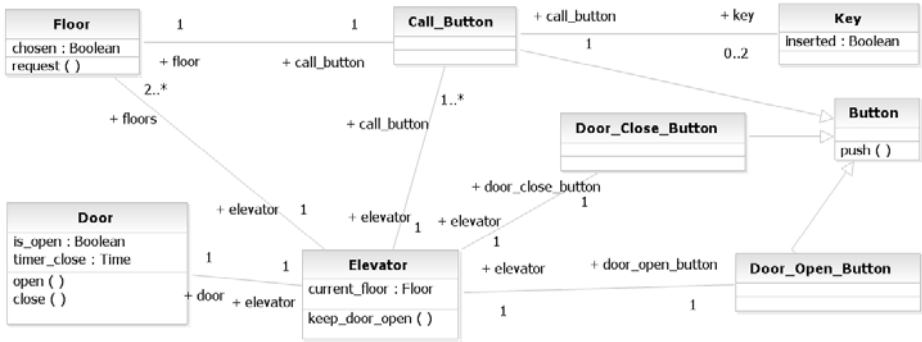 Floor
chosen : Boolean
request ( )
1
1
+ floor
+ call_button
Call_Button
+ call_button
+ key
1
0..2
Key
inserted : Boolean
2..*
+ floors
1..*
+ call_button
Door_Close_Button
Button
push ( )
+ door_close_button
1
+ elevator
1
+ elevator
1
+ elevator
1
Door
is_open : Boolean
timer_close : Time
open ( )
close ( )
1
1
+ door
+ elevator
Elevator
current_floor : Floor
keep_door_open ( )
+ elevator
+ door_open_button
1
1
Door_Open_Button